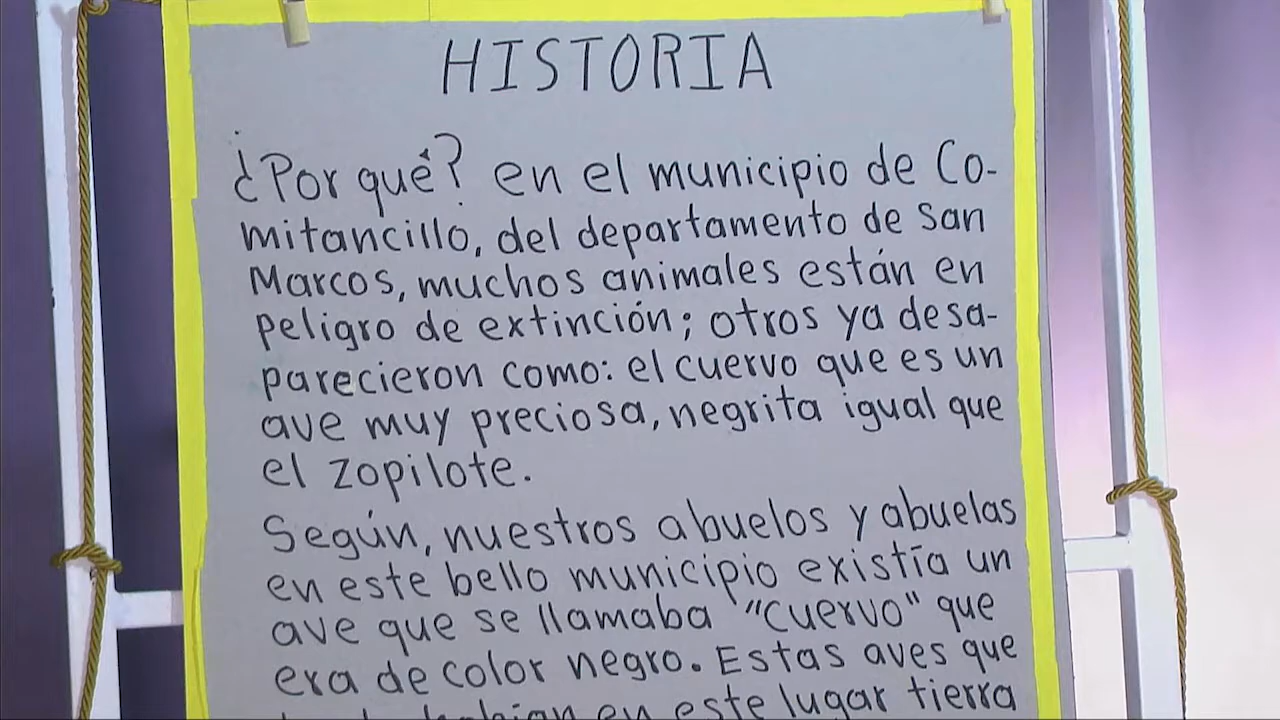 HISTORIA
¿Por qué? en el municipio de Co-
mitancillo, del departamento de San
Marcos, muchos animales están en
peligro de extinción; otros ya desa-
parecieron como: el cuervo que es un
ave muy preciosa, negrita igual que
el zopilote.
Según, nuestros abuelos y abuelas
en este bello municipio existía un
ave que se llamaba "cuervo" que
era de color negro. Estas aves que
en este lugar tierra